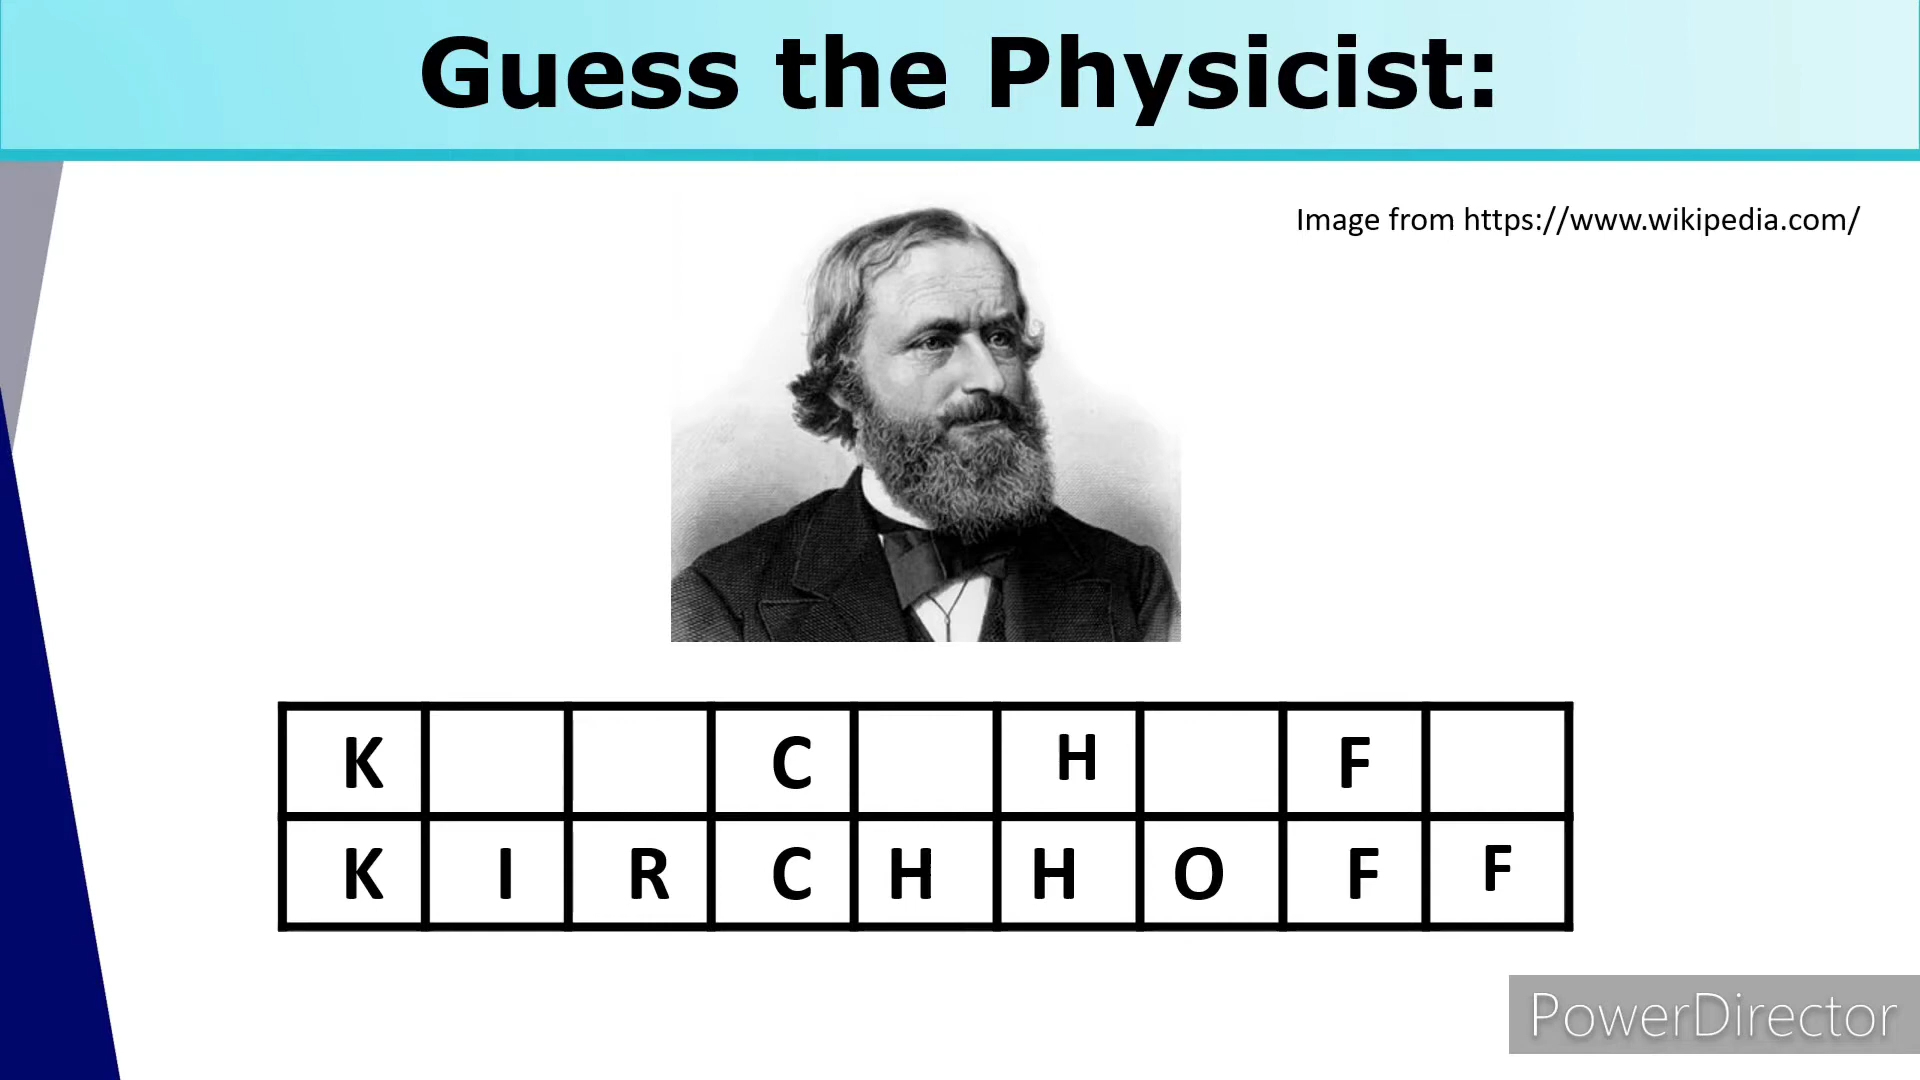 Guess the Physicist:
Image from https://www.wikipedia.com/
K C H F
K I R C H H O F F
PowerDirector